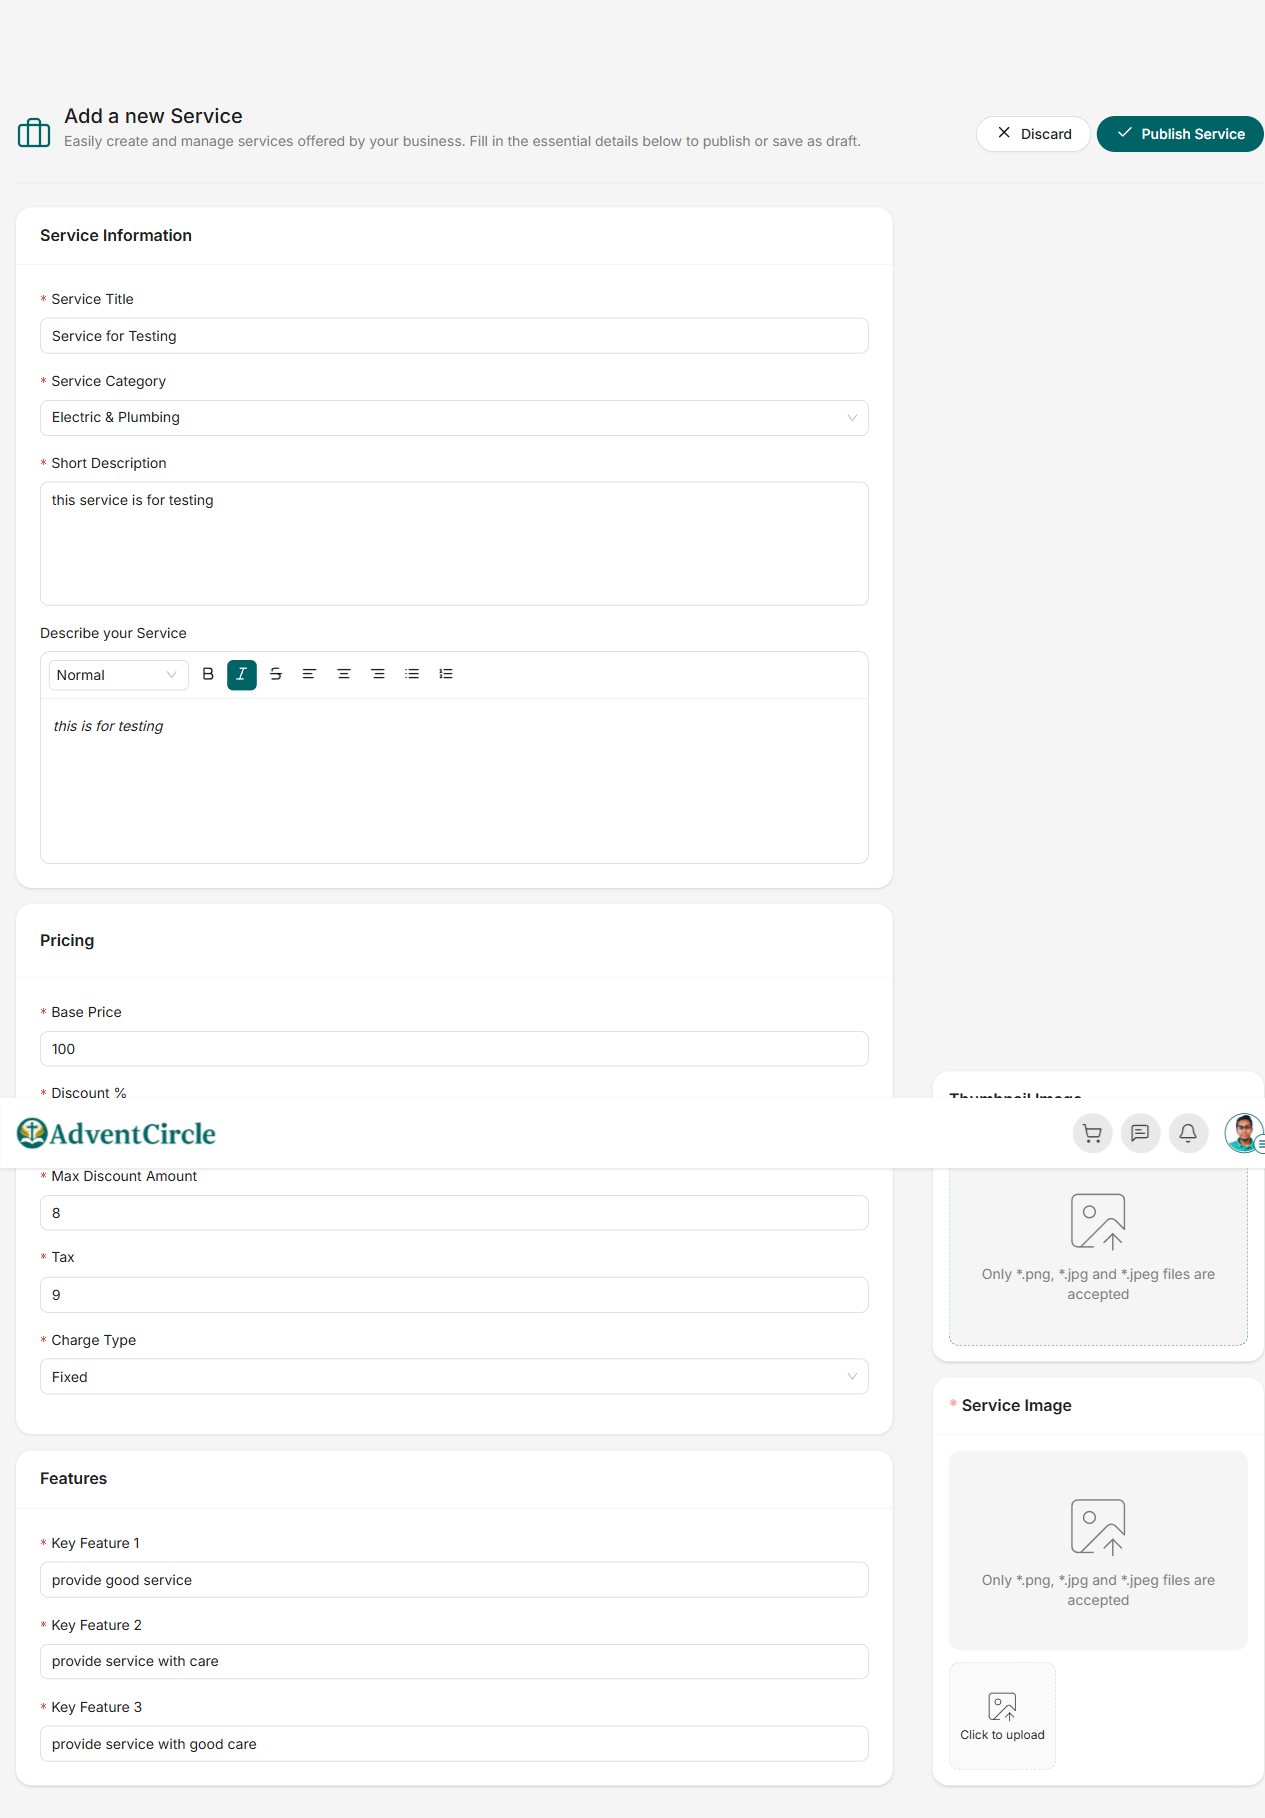 Add a new Service
Easily create and manage services offered by your business. Fill in the essential details below to publish or save as draft.
Discard
Publish Service
Service Information
* Service Title
Service for Testing
* Service Category
Electric & Plumbing
* Short Description
this service is for testing
Describe your Service
Normal
B I S
this is for testing
Pricing
* Base Price
100
* Discount %
Thumbnail Image
AdventCircle
* Max Discount Amount
8
* Tax
9
* Charge Type
Fixed
Only *.png, *.jpg and *.jpeg files are
accepted
* Service Image
Only *.png, *.jpg and *.jpeg files are
accepted
Click to upload
Features
* Key Feature 1
provide good service
* Key Feature 2
provide service with care
* Key Feature 3
provide service with good care